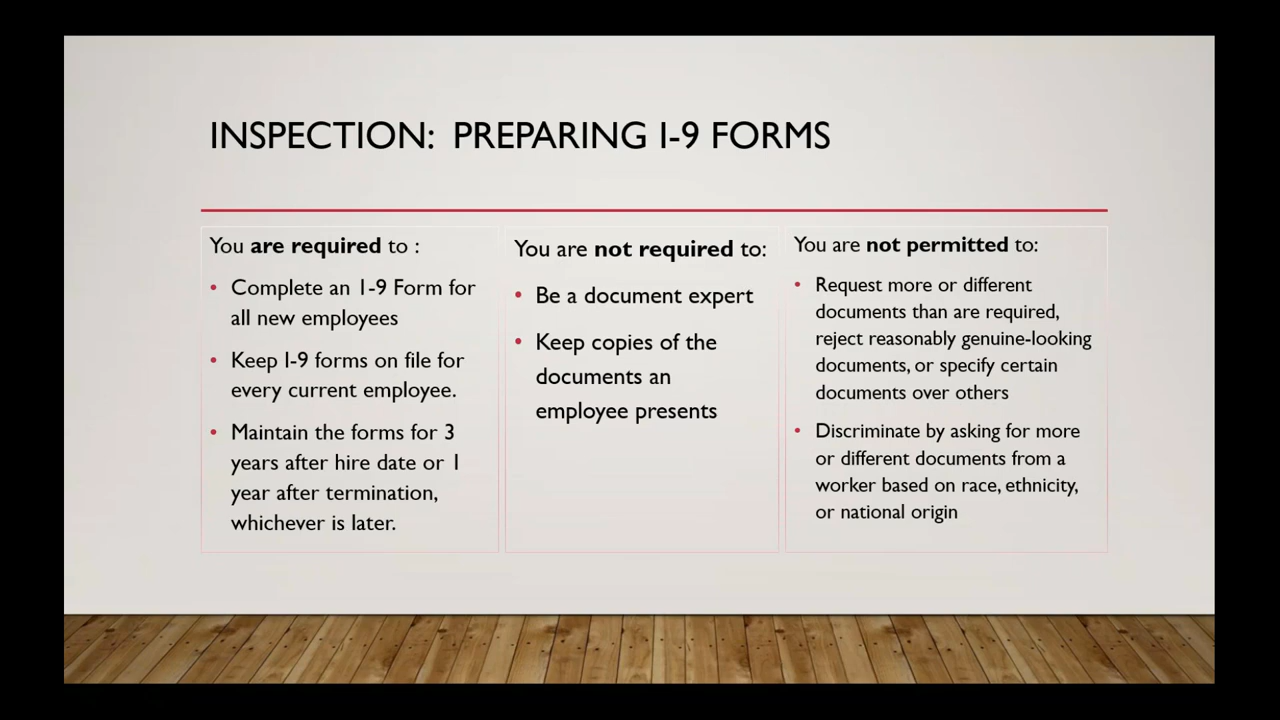 INSPECTION: PREPARING I-9 FORMS
You are required to :
• Complete an 1-9 Form for
all new employees
• Keep I-9 forms on file for
every current employee.
• Maintain the forms for 3
years after hire date or 1
year after termination,
whichever is later.
You are not required to:
• Be a document expert
• Keep copies of the
documents an
employee presents
You are not permitted to:
• Request more or different
documents than are required,
reject reasonably genuine-looking
documents, or specify certain
documents over others
• Discriminate by asking for more
or different documents from a
worker based on race, ethnicity,
or national origin